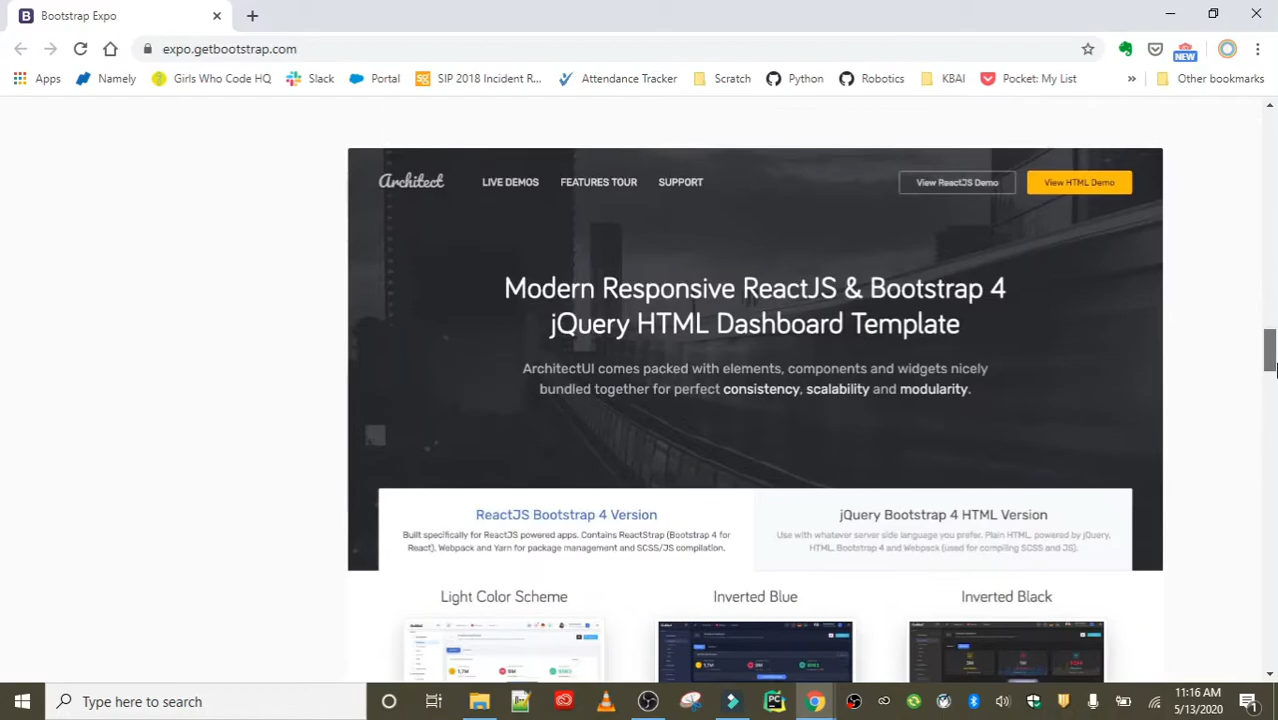 Bootstrap Expo
expo.getbootstrap.com
NEW
Apps
Namely
Girls Who Code HQ
Slack
Portal
SIP 2018 Incident R...
Attendance Tracker
Scratch
Python
Robotics
KBAI
Pocket: My List
»
Other bookmarks
Architect
LIVE DEMOS
FEATURES TOUR
SUPPORT
View ReactJS Demo
View HTML Demo
Modern Responsive ReactJS & Bootstrap 4
jQuery HTML Dashboard Template
ArchitectUI comes packed with elements, components and widgets nicely
bundled together for perfect consistency, scalability and modularity.
ReactJS Bootstrap 4 Version
Built specifically for ReactJS powered apps. Contains ReactStrap (Bootstrap 4 for
React). Webpack and Yarn for package management and SCSS/JS compilation.
jQuery Bootstrap 4 HTML Version
Use with whatever server side language you prefer. Plain HTML, powered by jQuery,
HTML, Bootstrap 4 and Webpack (used for compiling SCSS and JS).
Light Color Scheme
Inverted Blue
Inverted Black
Type here to search
11:16 AM
5/13/2020